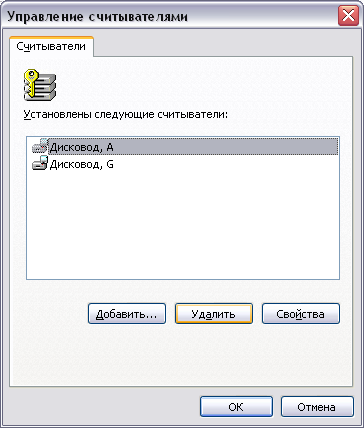 Управление считывателями
Считыватели
Установлены следующие считыватели:
Дисковод, A
Дисковод, G
Добавить...
Удалить
Свойства
OK
Отмена